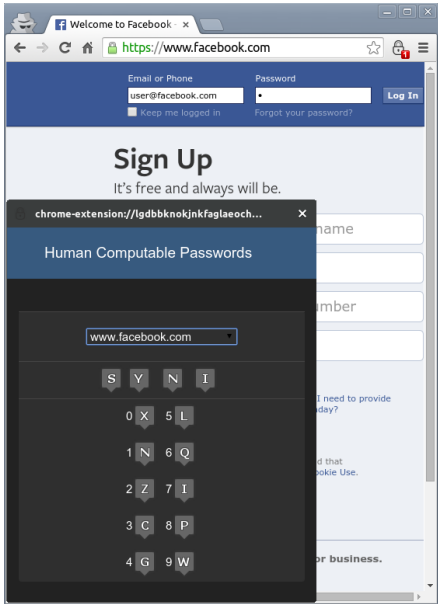 Welcome to Facebook -
https://www.facebook.com
Email or Phone
Password
user@facebook.com
•
Log In
Keep me logged in
Forgot your password?
Sign Up
It's free and always will be.
chrome-extension://lgdbbknokjnkfaglaeoch...
name
Human Computable Passwords
mber
www.facebook.com
S Y N I
I need to provide
day?
0 X 5 L
1 N 6 Q
d that
okie Use.
2 Z 7 I
3 C 8 P
or business.
4 G 9 W